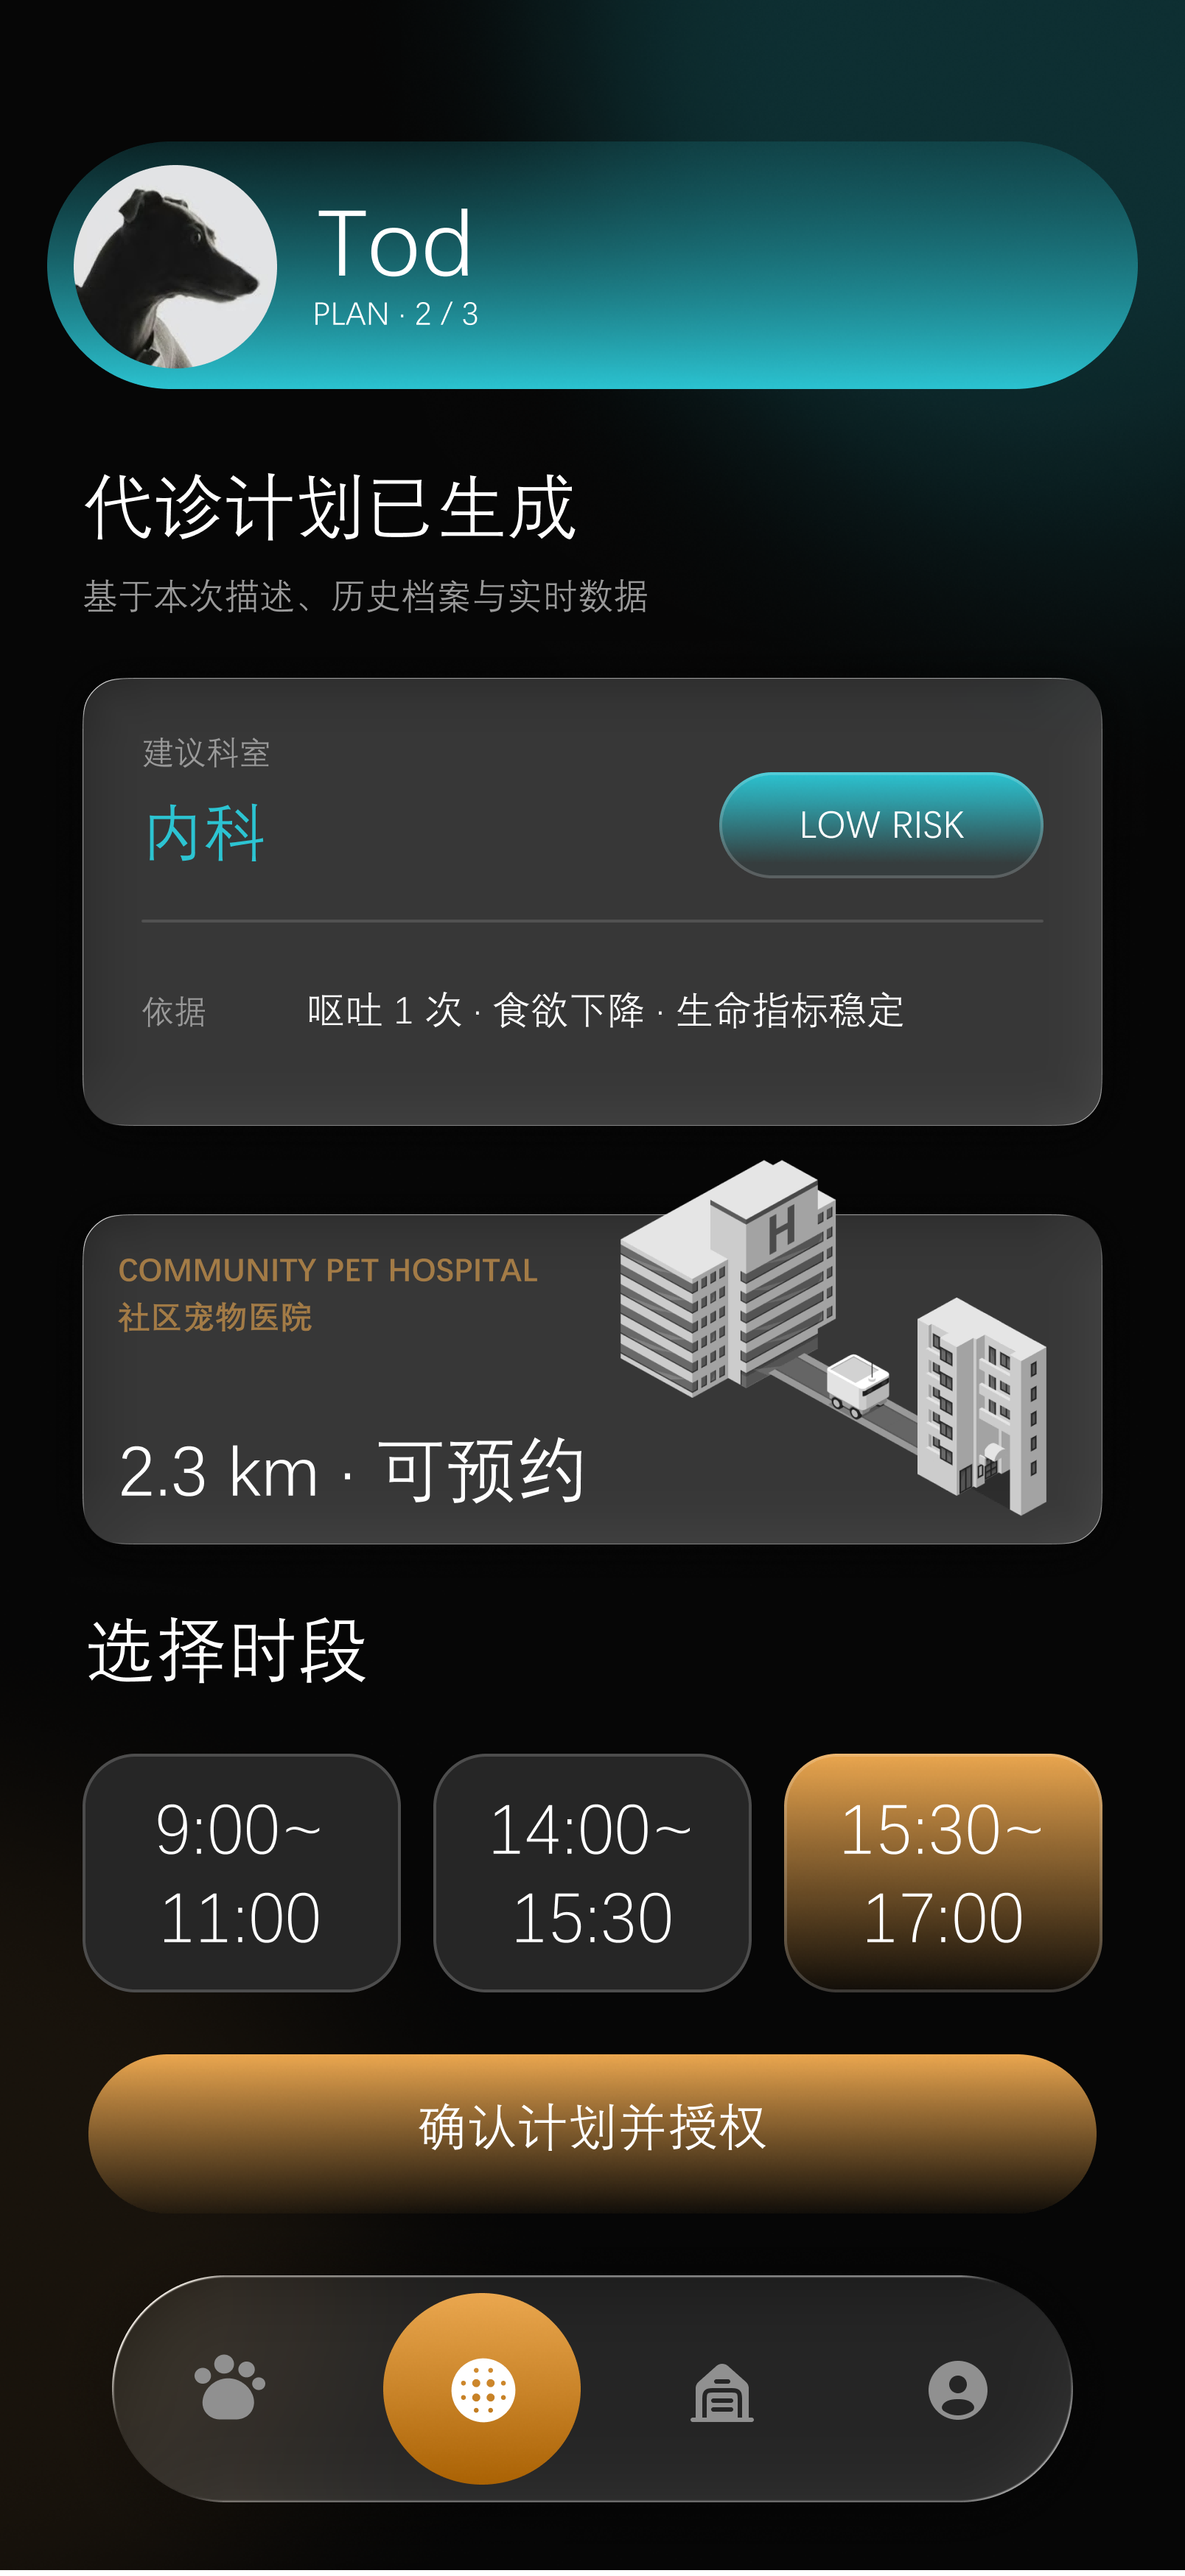 Tod
PLAN · 2 / 3
代诊计划已生成
基于本次描述、历史档案与实时数据
建议科室
内科
LOW RISK
依据
呕吐 1 次 · 食欲下降 · 生命指标稳定
H
COMMUNITY PET HOSPITAL
社区宠物医院
2.3 km · 可预约
选择时段
9:00~
11:00
14:00~
15:30
15:30~
17:00
确认计划并授权